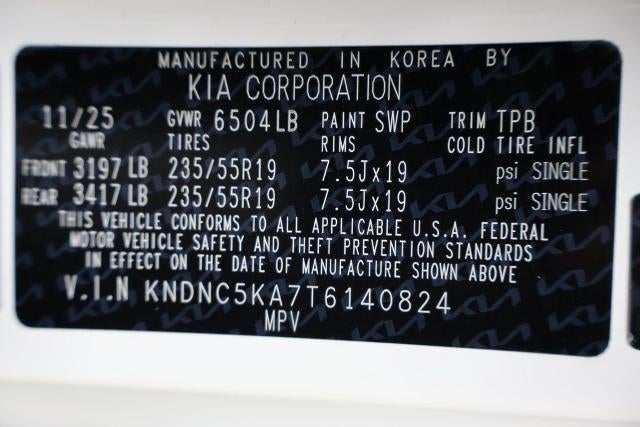 MANUFACTURED IN KOREA BY
KIA CORPORATION
11/25 GVWR 6504LB PAINT SWP TRIM TPB
GAWR TIRES RIMS COLD TIRE INFL
FRONT 3197 LB 235/55R19 7.5Jx19 psi SINGLE
REAR 3417 LB 235/55R19 7.5Jx19 psi SINGLE
THIS VEHICLE CONFORMS TO ALL APPLICABLE U.S.A. FEDERAL
MOTOR VEHICLE SAFETY AND THEFT PREVENTION STANDARDS
IN EFFECT ON THE DATE OF MANUFACTURE SHOWN ABOVE
V.I.N KNDNC5KA7T6140824
MPV